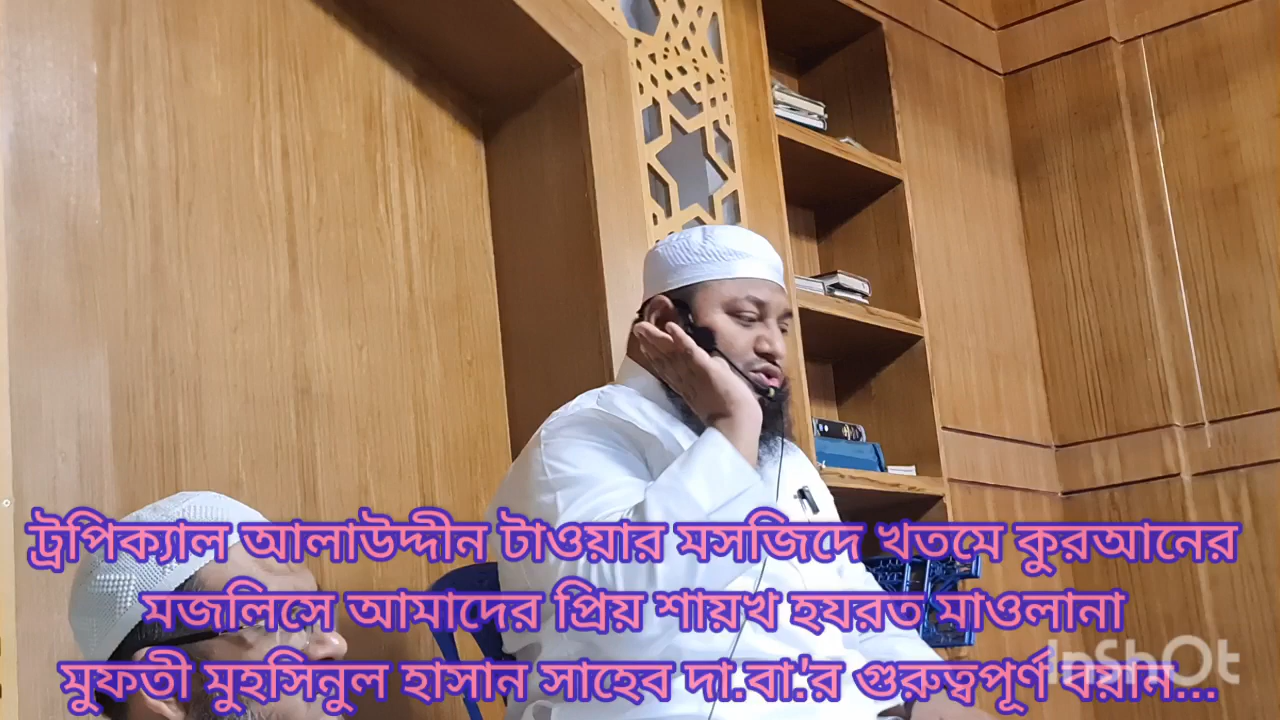 ট্রপিক্যাল আলাউদ্দীন টাওয়ার মসজিদে খতমে কুরআনের
মজলিসে আমাদের প্রিয় শায়খ হযরত মাওলানা
মুফতী মুহসিনুল হাসান সাহেব দা.বা.'র গুরুত্বপূর্ণ বয়ান...
InShOt